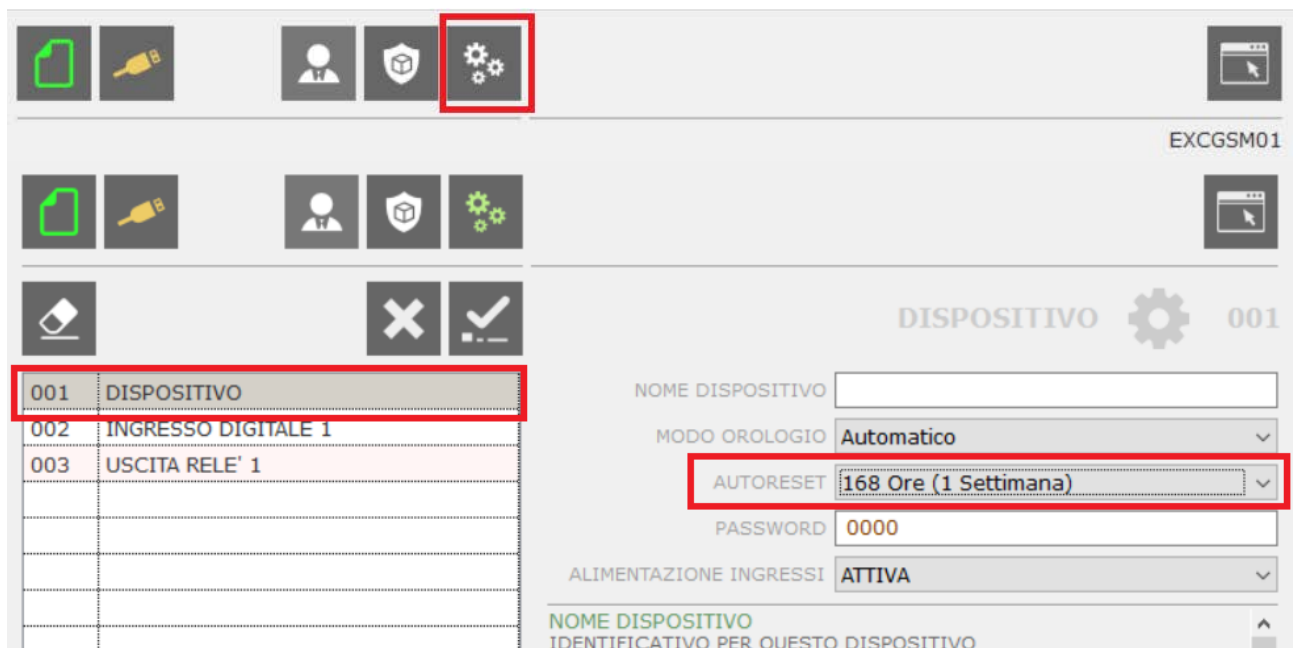 EXCGSM01
DISPOSITIVO 001
001 DISPOSITIVO
002 INGRESSO DIGITALE 1
003 USCITA RELE' 1
NOME DISPOSITIVO
MODO OROLOGIO Automatico
AUTORESET 168 Ore (1 Settimana)
PASSWORD 0000
ALIMENTAZIONE INGRESSI ATTIVA
NOME DISPOSITIVO
IDENTIFICATIVO PER QUESTO DISPOSITIVO